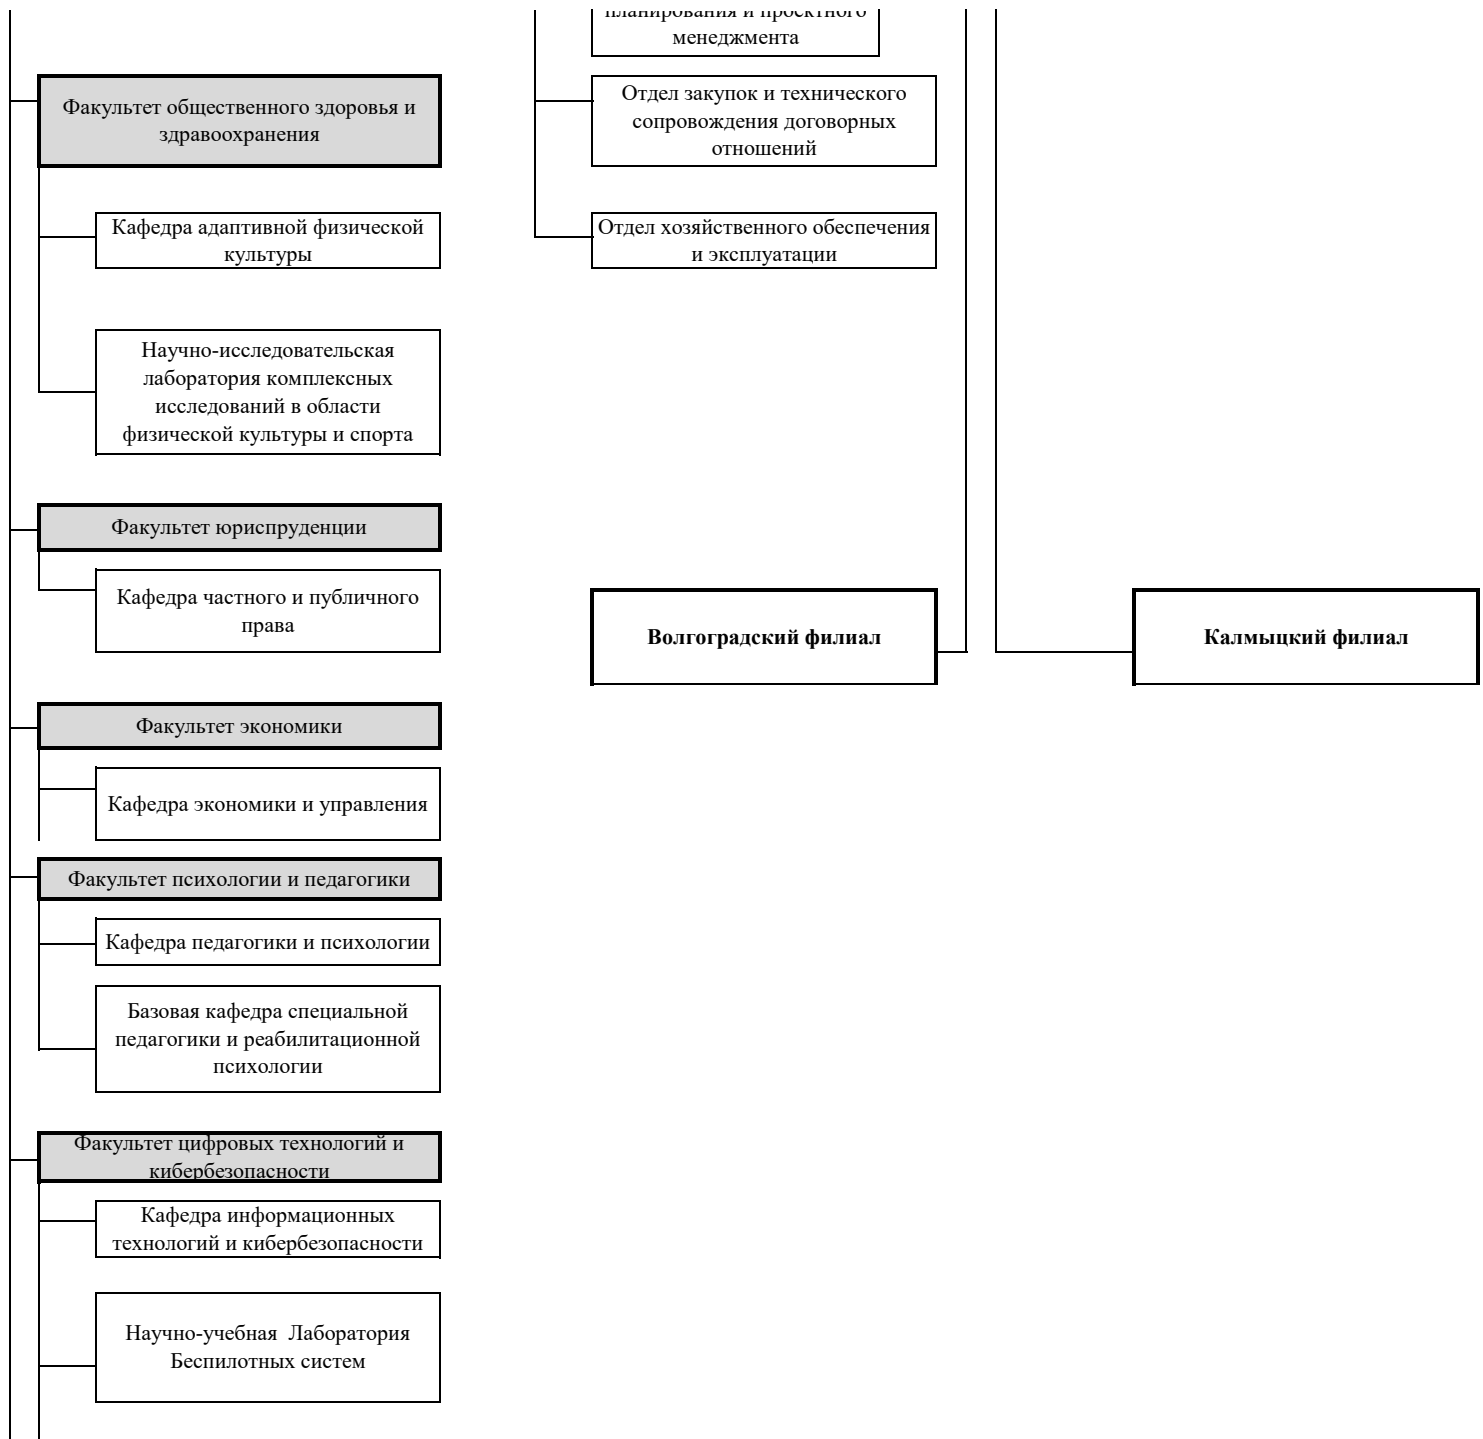 планирования и проектного
менеджмента
Факультет общественного здоровья и
здравоохранения
Отдел закупок и технического
сопровождения договорных
отношений
Кафедра адаптивной физической
культуры
Отдел хозяйственного обеспечения
и эксплуатации
Научно-исследовательская
лаборатория комплексных
исследований в области
физической культуры и спорта
Факультет юриспруденции
Кафедра частного и публичного
права
Волгоградский филиал
Калмыцкий филиал
Факультет экономики
Кафедра экономики и управления
Факультет психологии и педагогики
Кафедра педагогики и психологии
Базовая кафедра специальной
педагогики и реабилитационной
психологии
Факультет цифровых технологий и
кибербезопасности
Кафедра информационных
технологий и кибербезопасности
Научно-учебная Лаборатория
Беспилотных систем